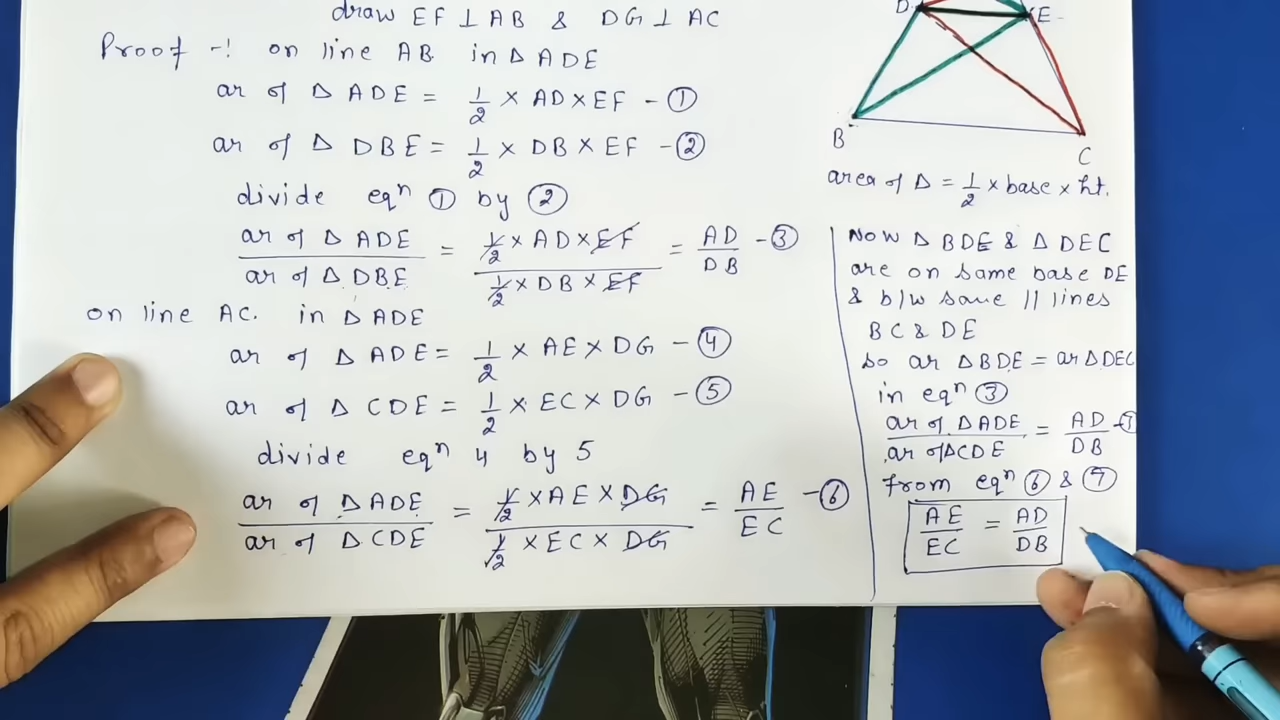 draw EF ⊥ AB & DG ⊥ AC
Proof -! on line AB in △ ADE
ar of △ ADE = 1/2 × AD × EF - ①
ar of △ DBE = 1/2 × DB × EF - ②
divide eqⁿ ① by ②
ar of △ ADE / ar of △ DBE = 1/2 × AD × EF / 1/2 × DB × EF = AD / DB - ③
on line AC. in △ ADE
ar of △ ADE = 1/2 × AE × DG - ④
ar of △ CDE = 1/2 × EC × DG - ⑤
divide eqⁿ 4 by 5
ar of △ ADE / ar of △ CDE = 1/2 × AE × DG / 1/2 × EC × DG = AE / EC - ⑥
D E
B
C
area of △ = 1/2 × base × ht.
NOW △ BDE & △ DEC
are on same base DE
& b/w same // lines
BC & DE
so ar △BDE = ar △DEC
in eqⁿ ③
ar of △ADE / ar of △CDE = AD / DB
from eqⁿ ⑥ & ⑦
AE / EC = AD / DB